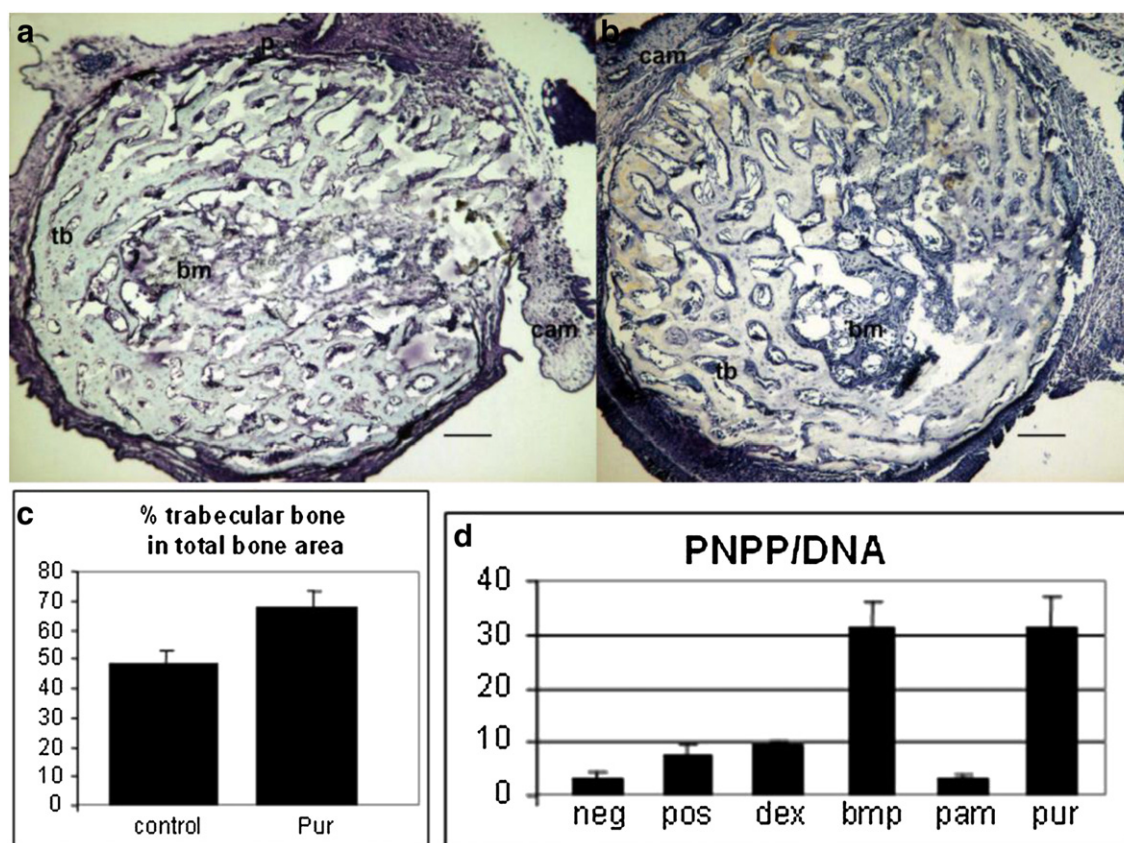 a
p
tb
bm
cam
b
cam
bm
tb
c
% trabecular bone
in total bone area
80
70
60
50
40
30
20
10
0
control Pur
d
PNPP/DNA
40
30
20
10
0
neg pos dex bmp pam pur